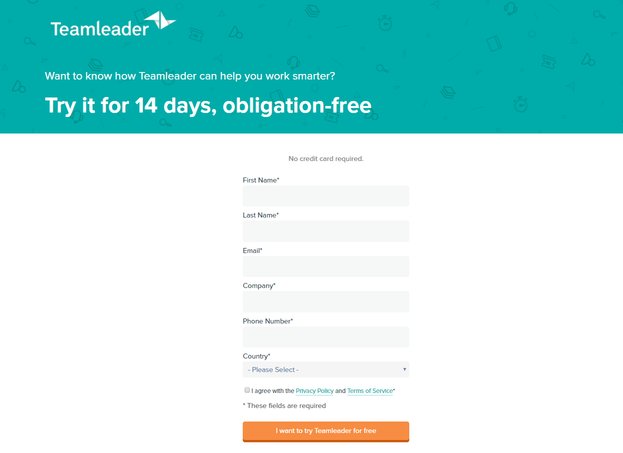 Teamleader
Want to know how Teamleader can help you work smarter?
Try it for 14 days, obligation-free
No credit card required.
First Name*
Last Name*
Email*
Company*
Phone Number*
Country*
- Please Select -
I agree with the Privacy Policy and Terms of Service*
* These fields are required
I want to try Teamleader for free